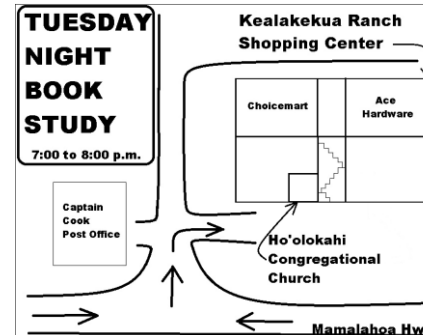 TUESDAY
NIGHT
BOOK
STUDY
7:00 to 8:00 p.m.
Kealakekua Ranch
Shopping Center
Choicemart
Ace
Hardware
Captain
Cook
Post Office
Ho'olokahi
Congregational
Church
Mamalahoa Hw